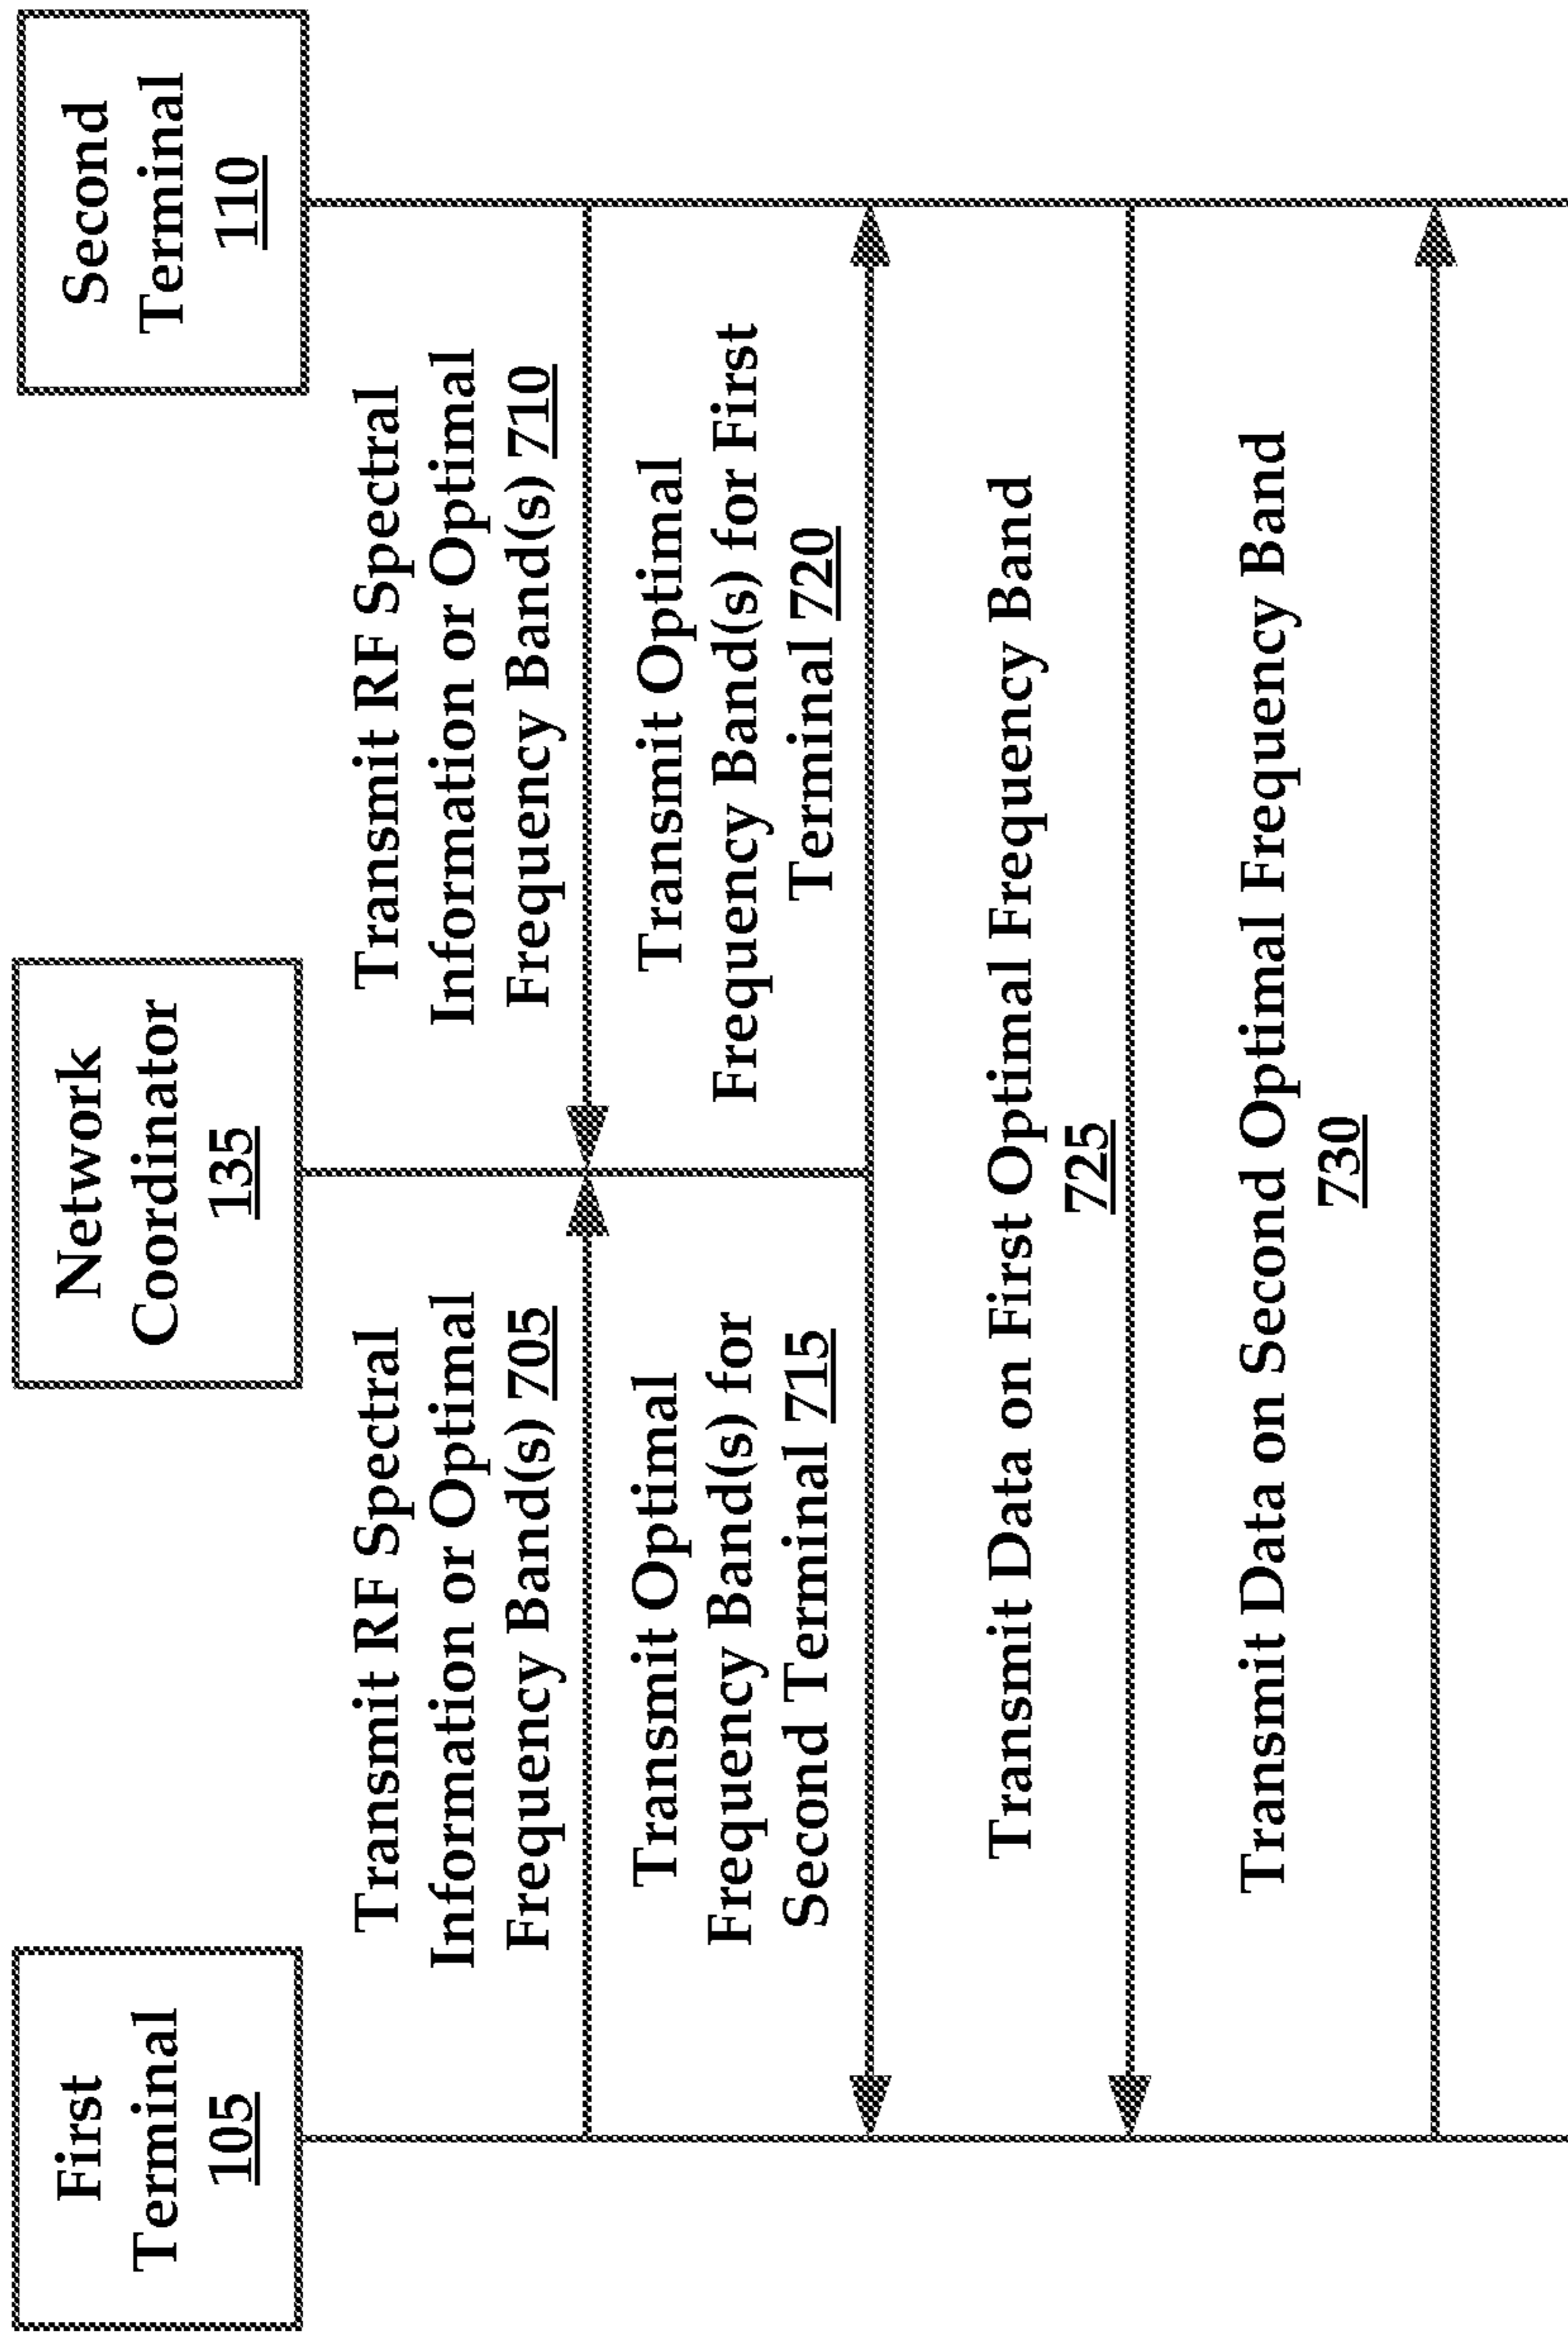 First
Terminal
105
Network
Coordinator
135
Second
Terminal
110
Transmit RF Spectral
Information or Optimal
Frequency Band(s) 705
Transmit RF Spectral
Information or Optimal
Frequency Band(s) 710
Transmit Optimal
Frequency Band(s) for
Second Terminal 715
Transmit Optimal
Frequency Band(s) for First
Terminal 720
Transmit Data on First Optimal Frequency Band
725
Transmit Data on Second Optimal Frequency Band
730